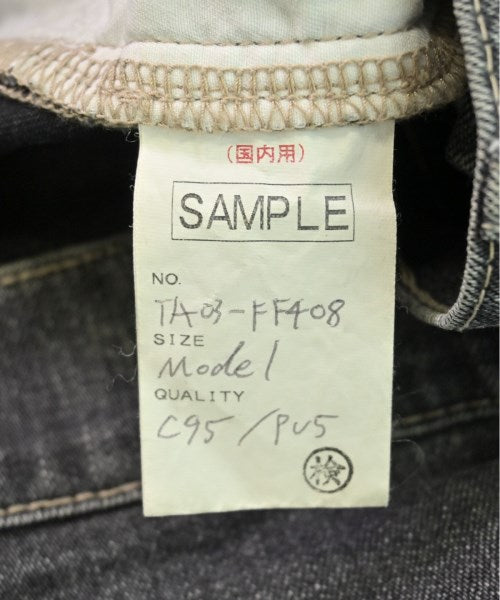 (国内用)
SAMPLE
NO.
TA03-FF408
SIZE
Model
QUALITY
C95/PU5
検